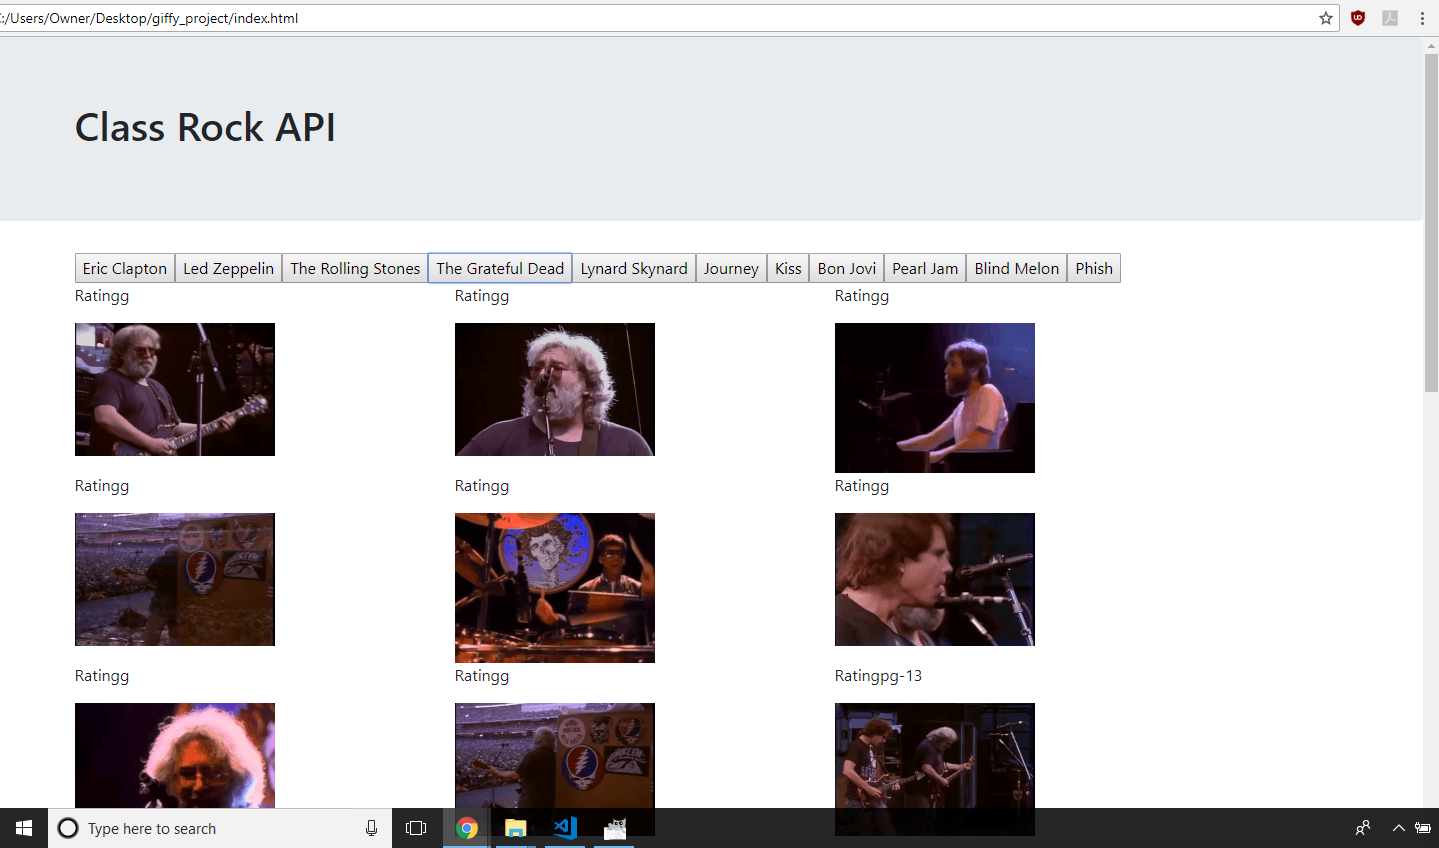 :/Users/Owner/Desktop/giffy_project/index.html
Class Rock API
Eric Clapton Led Zeppelin The Rolling Stones The Grateful Dead Lynard Skynard Journey Kiss Bon Jovi Pearl Jam Blind Melon Phish
Ratingg Ratingg Ratingg
Ratingg Ratingg Ratingg
Ratingg Ratingg Ratingpg-13
Type here to search